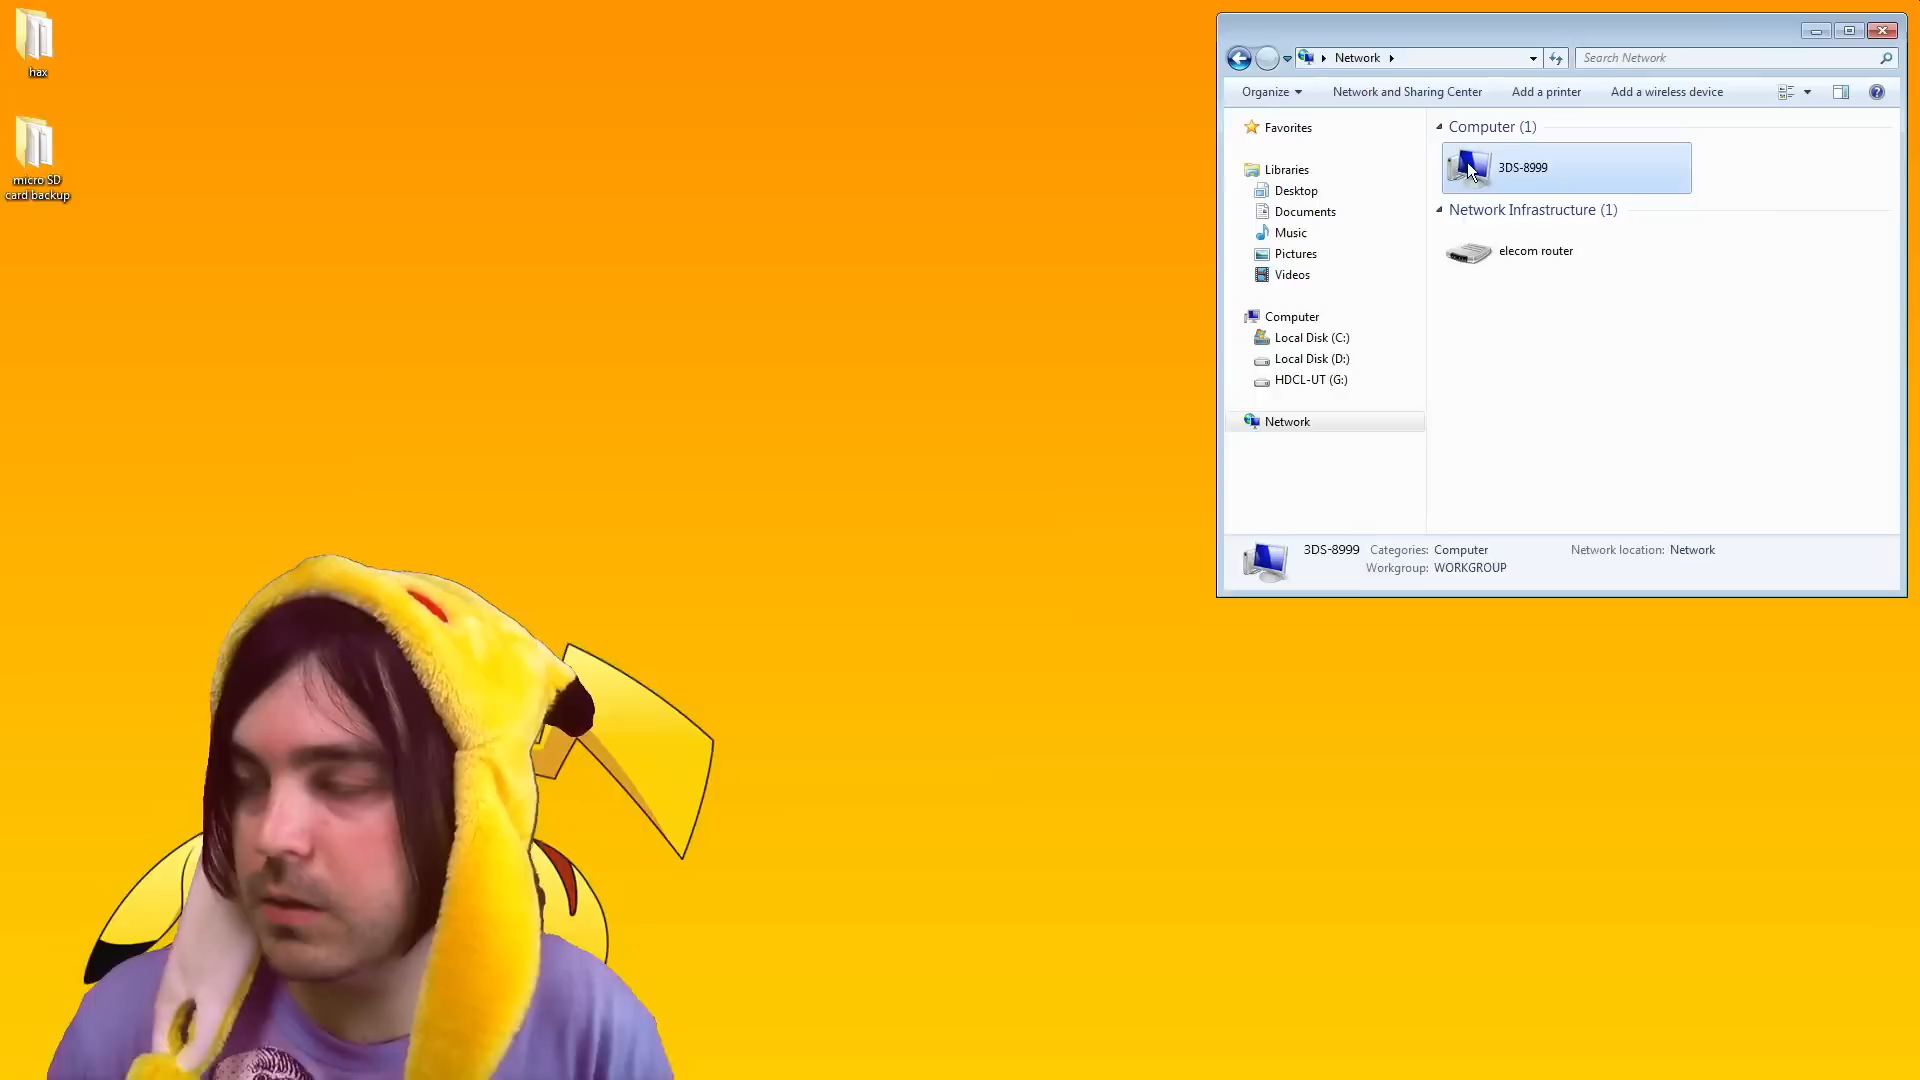 hax
micro SD
card backup
Network
Search Network
Organize
Network and Sharing Center
Add a printer
Add a wireless device
Favorites
Libraries
Desktop
Documents
Music
Pictures
Videos
Computer
Local Disk (C:)
Local Disk (D:)
HDCL-UT (G:)
Network
Computer (1)
3DS-8999
Network Infrastructure (1)
elecom router
3DS-8999 Categories: Computer Network location: Network
Workgroup: WORKGROUP